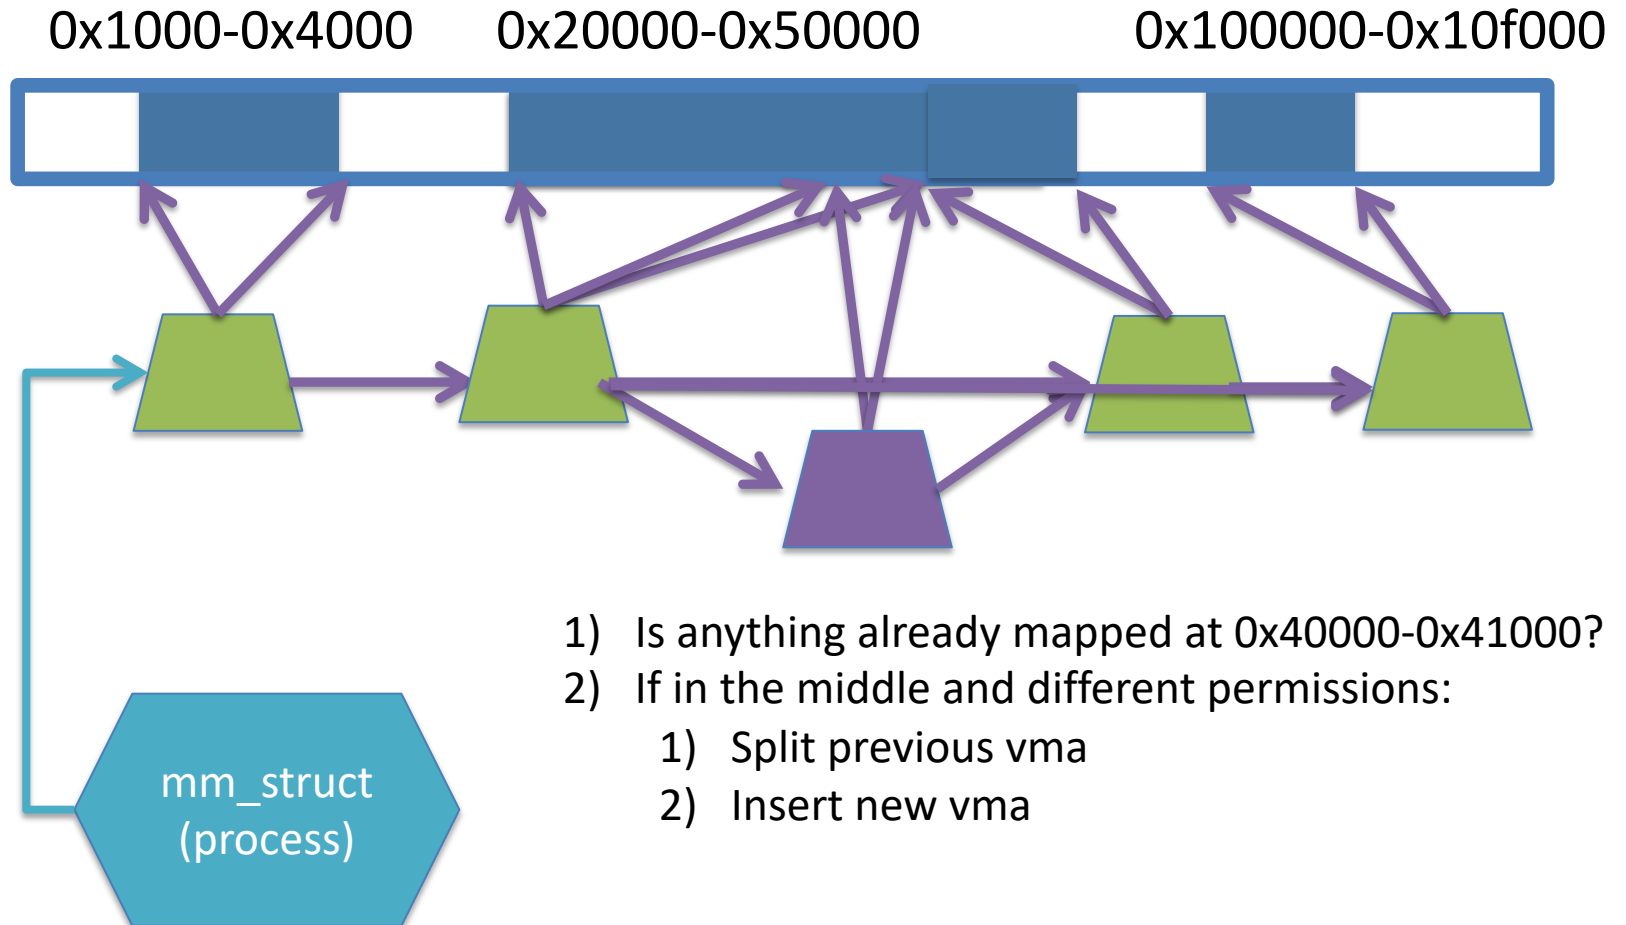 0x1000-0x4000 0x20000-0x50000 0x100000-0x10f000
1) Is anything already mapped at 0x40000-0x41000?
2) If in the middle and different permissions:
1) Split previous vma
2) Insert new vma
mm_struct
(process)